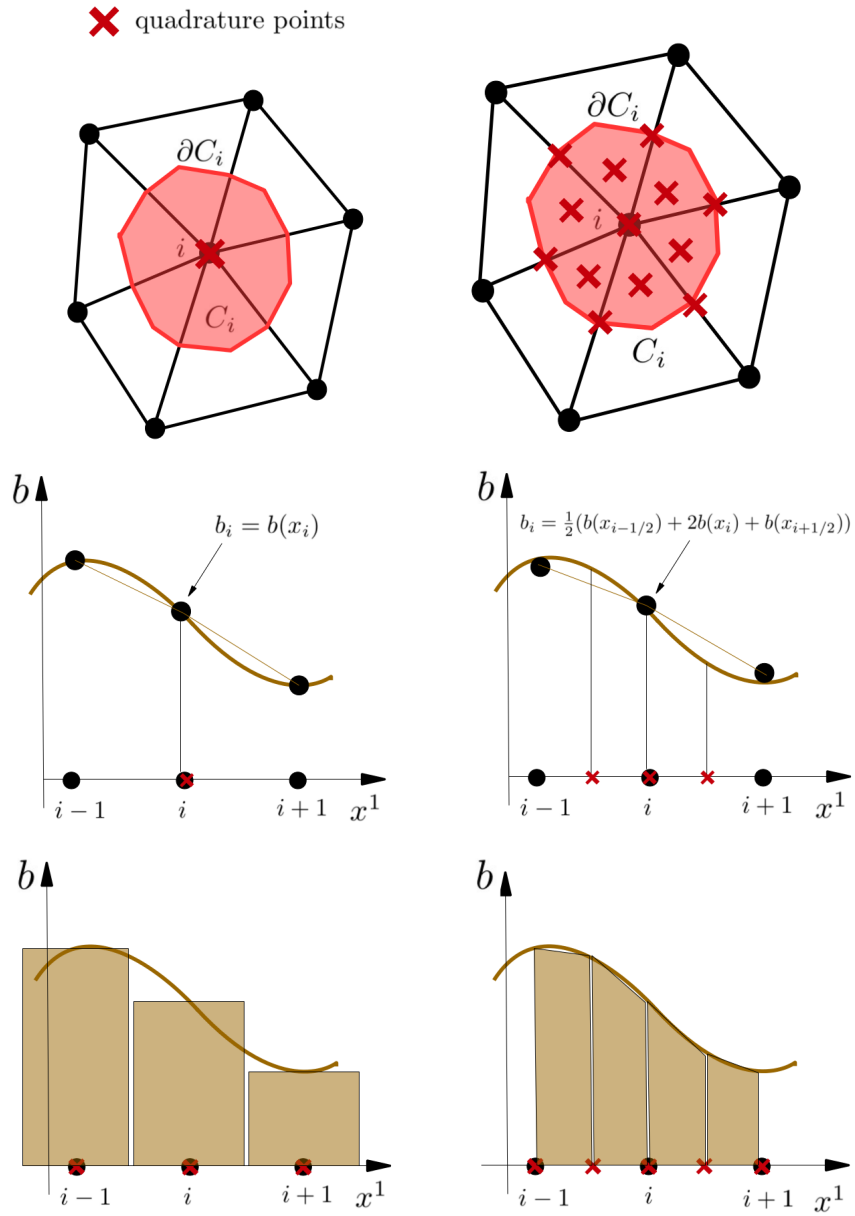 quadrature points
∂C_i
i
C_i
∂C_i
i
C_i
b
b_i = b(x_i)
i − 1
i
i + 1
x^1
b
b_i = \frac{1}{2}(b(x_{i−1/2}) + 2b(x_i) + b(x_{i+1/2}))
i − 1
i
i + 1
x^1
b
i − 1
i
i + 1
x^1
b
i − 1
i
i + 1
x^1